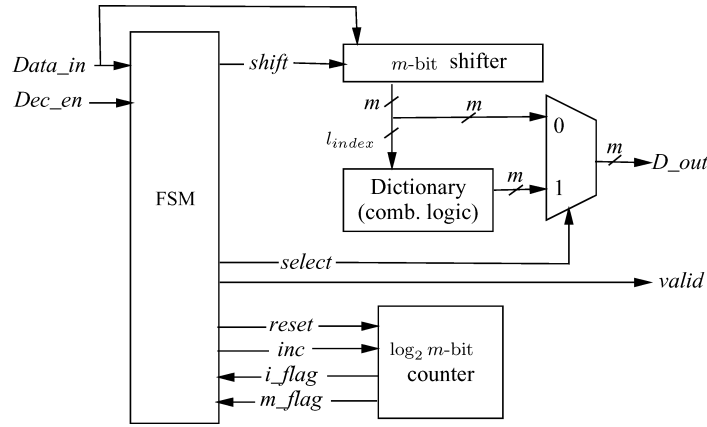 Data_in
Dec_en
FSM
shift
m-bit shifter
m
m
l_index
0
Dictionary
(comb. logic)
m
1
m
D_out
select
valid
reset
inc
i_flag
m_flag
log₂ m-bit
counter